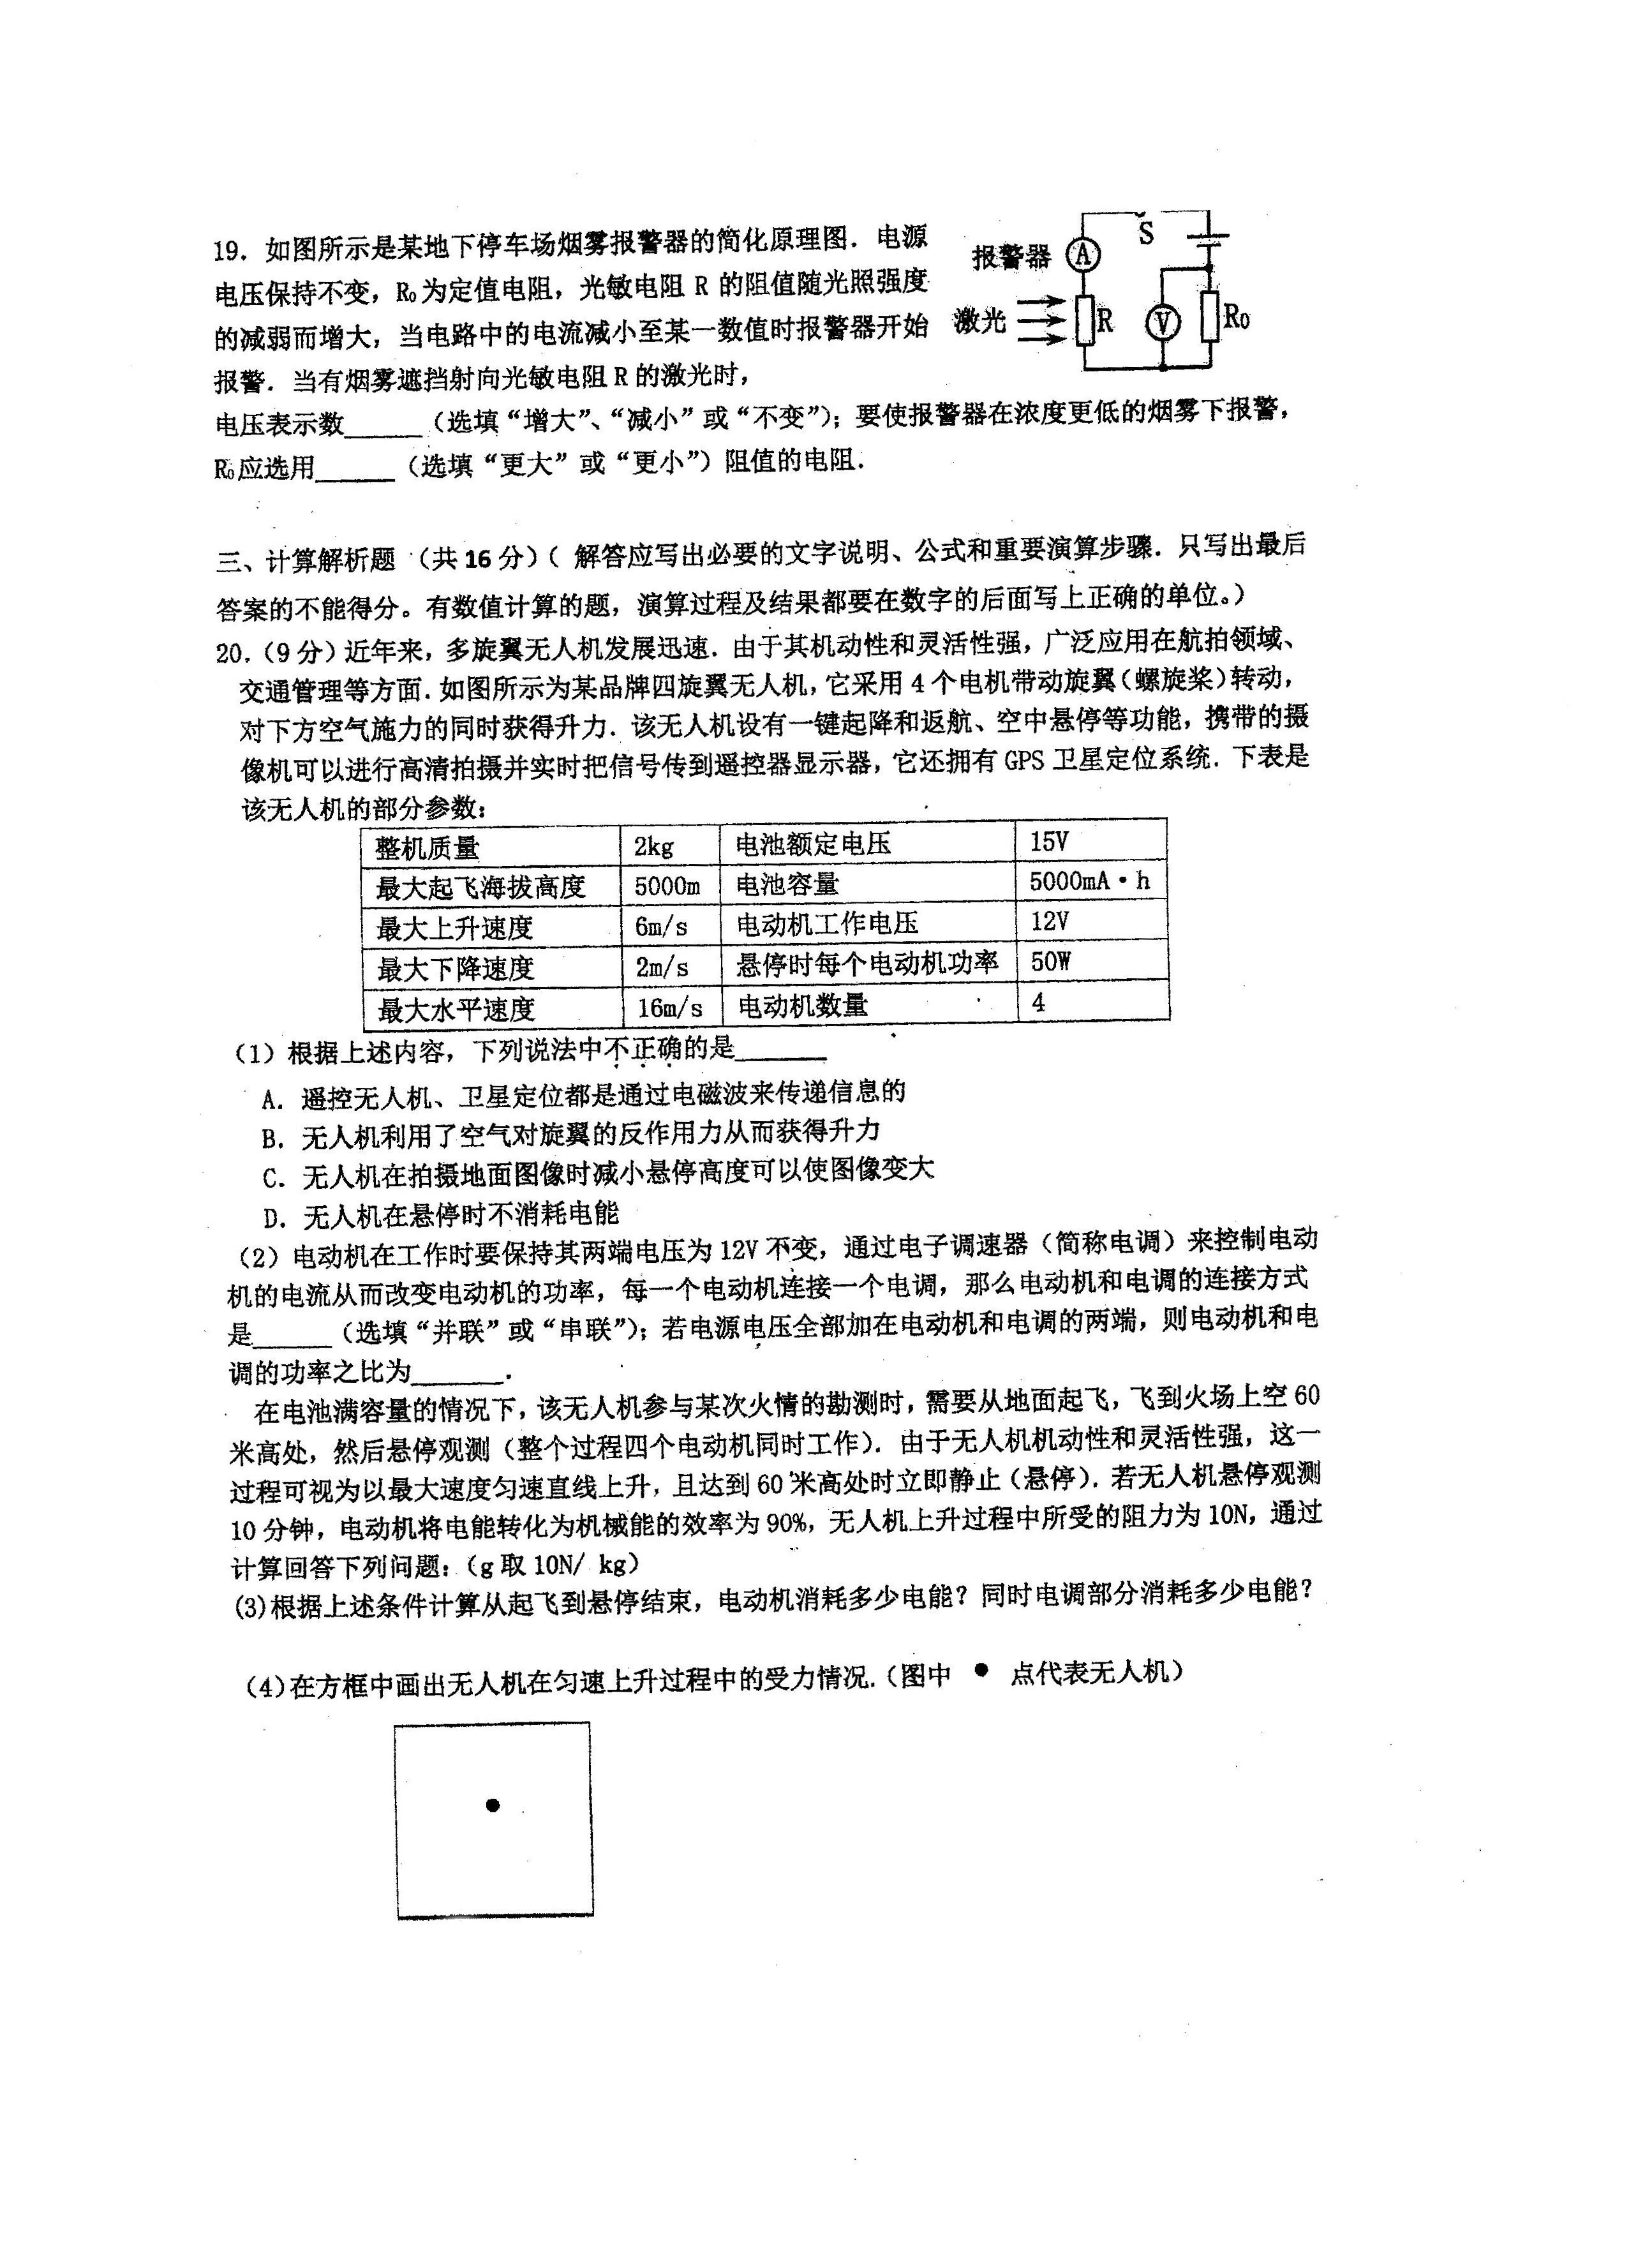 19. 如图所示是某地下停车场烟雾报警器的简化原理图. 电源
电压保持不变, R₀为定值电阻, 光敏电阻 R 的阻值随光照强度
的减弱而增大, 当电路中的电流减小至某一数值时报警器开始
报警. 当有烟雾遮挡射向光敏电阻 R 的激光时,
报警器 A S
激光 R V R₀
电压表示数______ (选填“增大”、“减小”或“不变”); 要使报警器在浓度更低的烟雾下报警,
R₀应选用______ (选填“更大”或“更小”) 阻值的电阻.
三、计算解析题 (共 16 分) ( 解答应写出必要的文字说明、公式和重要演算步骤. 只写出最后
答案的不能得分。有数值计算的题, 演算过程及结果都要在数字的后面写上正确的单位。)
20. (9 分) 近年来, 多旋翼无人机发展迅速. 由于其机动性和灵活性强, 广泛应用在航拍领域、
交通管理等方面. 如图所示为某品牌四旋翼无人机, 它采用 4 个电机带动旋翼(螺旋桨)转动,
对下方空气施力的同时获得升力. 该无人机设有一键起降和返航、空中悬停等功能, 携带的摄
像机可以进行高清拍摄并实时把信号传到遥控器显示器, 它还拥有 GPS 卫星定位系统. 下表是
该无人机的部分参数:
整机质量 2kg 电池额定电压 15V
最大起飞海拔高度 5000m 电池容量 5000mA·h
最大上升速度 6m/s 电动机工作电压 12V
最大下降速度 2m/s 悬停时每个电动机功率 50W
最大水平速度 16m/s 电动机数量 4
(1) 根据上述内容, 下列说法中不正确的是______
A. 遥控无人机、卫星定位都是通过电磁波来传递信息的
B. 无人机利用了空气对旋翼的反作用力从而获得升力
C. 无人机在拍摄地面图像时减小悬停高度可以使图像变大
D. 无人机在悬停时不消耗电能
(2) 电动机在工作时要保持其两端电压为 12V 不变, 通过电子调速器 (简称电调) 来控制电动
机的电流从而改变电动机的功率, 每一个电动机连接一个电调, 那么电动机和电调的连接方式
是______ (选填“并联”或“串联”); 若电源电压全部加在电动机和电调的两端, 则电动机和电
调的功率之比为______.
在电池满容量的情况下, 该无人机参与某次火情的勘测时, 需要从地面起飞, 飞到火场上空 60
米高处, 然后悬停观测 (整个过程四个电动机同时工作). 由于无人机机动性和灵活性强, 这一
过程可视为以最大速度匀速直线上升, 且达到 60 米高处时立即静止 (悬停). 若无人机悬停观测
10 分钟, 电动机将电能转化为机械能的效率为 90%, 无人机上升过程中所受的阻力为 10N, 通过
计算回答下列问题: (g 取 10N/ kg)
(3)根据上述条件计算从起飞到悬停结束, 电动机消耗多少电能? 同时电调部分消耗多少电能?
(4)在方框中画出无人机在匀速上升过程中的受力情况. (图中 ● 点代表无人机)